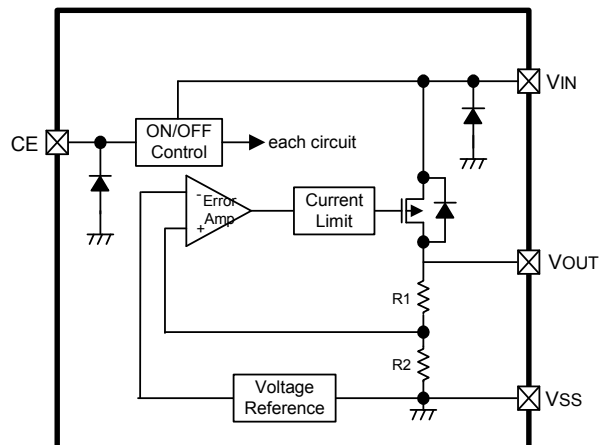 VIN
CE
ON/OFF
Control
each circuit
-
Error
Amp
+
Current
Limit
VOUT
R1
R2
Voltage
Reference
VSS